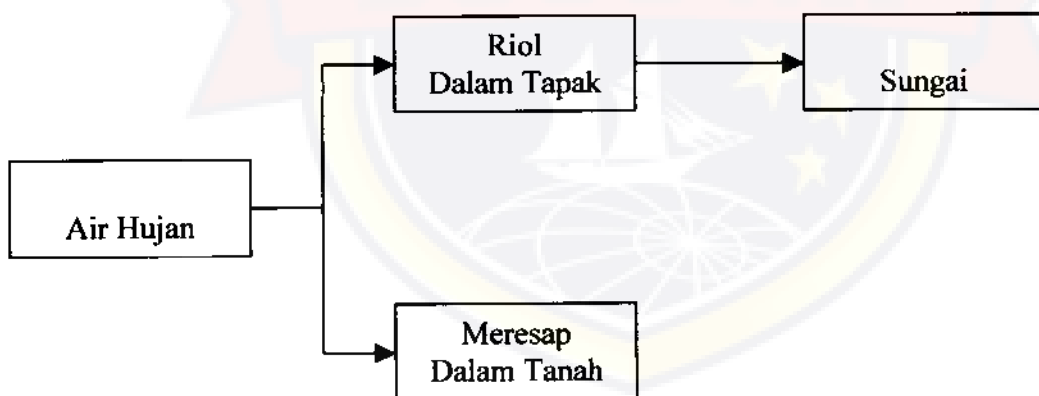 Riol
Dalam Tapak
Sungai
Air Hujan
Meresap
Dalam Tanah